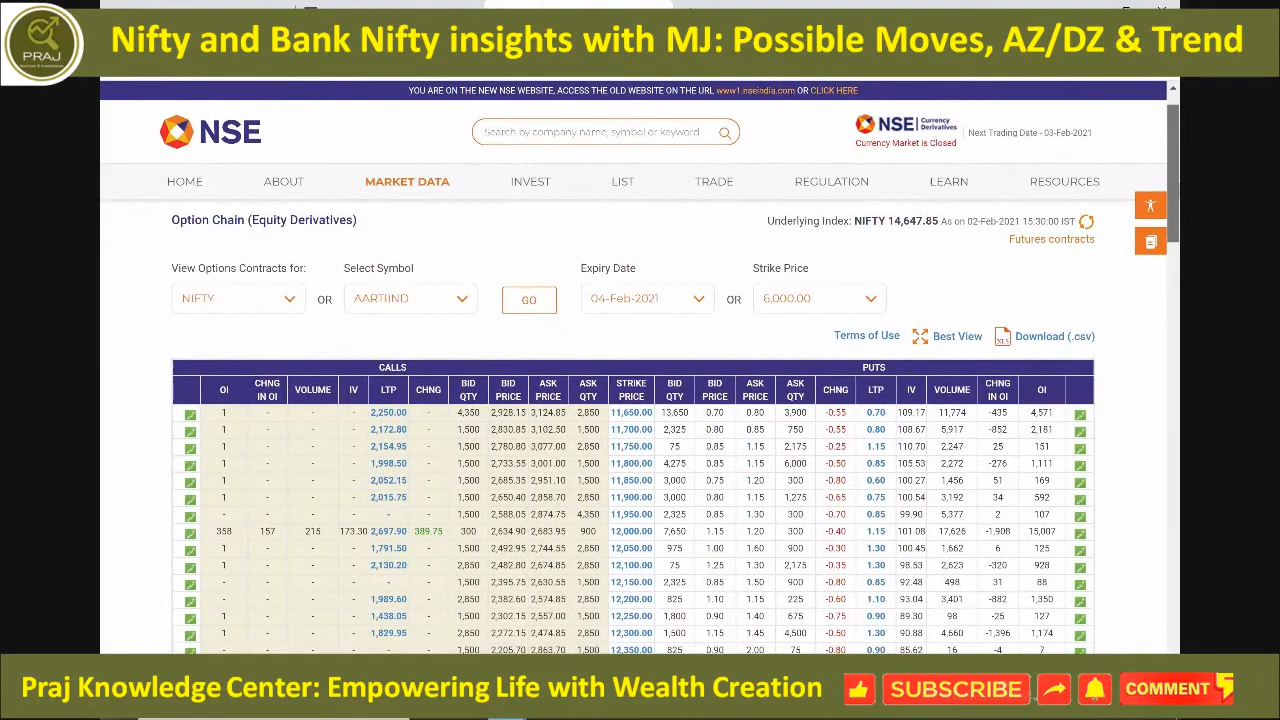 Nifty and Bank Nifty insights with MJ: Possible Moves, AZ/DZ & Trend
PRAJ
YOU ARE ON THE NEW NSE WEBSITE, ACCESS THE OLD WEBSITE ON THE URL www1.nseindia.com OR CLICK HERE
NSE
Search by company name, symbol or keyword
NSE Currency Derivatives
Currency Market is Closed
Next Trading Date - 03-Feb-2021
HOME ABOUT MARKET DATA INVEST LIST TRADE REGULATION LEARN RESOURCES
Option Chain (Equity Derivatives)
Underlying Index: NIFTY 14,647.85 As on 02-Feb-2021 15:30:00 IST
Futures contracts
View Options Contracts for: Select Symbol Expiry Date Strike Price
NIFTY OR AARTIIND GO 04-Feb-2021 OR 6,000.00
Terms of Use Best View XLS Download (.csv)
CALLS PUTS
OI CHNG IN OI VOLUME IV LTP CHNG BID QTY BID PRICE ASK PRICE ASK QTY STRIKE PRICE BID QTY BID PRICE ASK PRICE ASK QTY CHNG LTP IV VOLUME CHNG IN OI OI
1 - - - 2,250.00 - 4,350 2,928.15 3,124.85 2,850 11,650.00 13,650 0.70 0.80 3,900 -0.55 0.70 109.17 11,774 -435 4,571
1 - - - 2,172.80 - 1,500 2,830.85 3,102.50 1,500 11,700.00 2,325 0.80 0.85 750 -0.55 0.80 108.67 5,917 -852 2,181
1 - - - 2,154.95 - 1,500 2,780.80 3,077.00 2,850 11,750.00 75 0.85 1.15 2,175 -0.25 1.15 110.70 2,247 25 151
1 - - - 1,998.50 - 1,500 2,733.55 3,001.00 1,500 11,800.00 4,275 0.85 1.15 6,000 -0.50 0.85 105.53 2,272 -276 1,111
1 - - - 2,052.15 - 1,500 2,685.35 2,951.10 1,500 11,850.00 3,000 0.75 1.20 300 -0.80 0.60 100.27 1,456 51 169
1 - - - 2,015.75 - 1,500 2,650.40 2,858.70 2,850 11,900.00 3,000 0.80 1.15 1,275 -0.65 0.75 100.54 3,192 34 592
- - - - - - 1,500 2,588.05 2,874.75 4,350 11,950.00 2,325 0.85 1.30 300 -0.70 0.85 99.90 5,377 2 107
358 157 215 173.30 2,697.90 389.75 300 2,634.90 2,683.95 900 12,000.00 7,650 1.15 1.20 300 -0.40 1.15 101.08 17,626 -1,908 15,007
1 - - - 1,791.50 - 1,500 2,492.95 2,744.55 1,500 12,050.00 975 1.00 1.60 900 -0.30 1.30 100.45 1,662 6 125
1 - - - 2,130.20 - 2,850 2,482.80 2,674.85 2,850 12,100.00 75 1.25 1.30 2,175 -0.35 1.30 98.53 2,623 -320 928
- - - - - - 1,500 2,395.75 2,630.55 1,500 12,150.00 2,325 0.85 1.50 900 -0.80 0.85 92.48 498 31 88
- - - - 1,989.60 - 2,850 2,382.60 2,574.85 2,850 12,200.00 825 1.10 1.15 225 -0.60 1.10 93.04 3,401 -882 1,350
1 - - - 1,438.05 - 1,500 2,302.15 2,557.00 2,850 12,250.00 1,800 0.90 1.40 675 -0.75 0.90 89.34 98 -25 127
1 - - - 1,829.95 - 2,850 2,272.15 2,474.85 2,850 12,300.00 1,500 1.15 1.45 4,500 -0.50 1.30 90.88 4,660 -1,396 1,174
- - - - - - 1,500 2,205.70 2,863.70 2,850 12,350.00 825 0.90 2.00 75 -0.80 0.90 85.62 16 -4 7
Praj Knowledge Center: Empowering Life with Wealth Creation
SUBSCRIBE
COMMENT